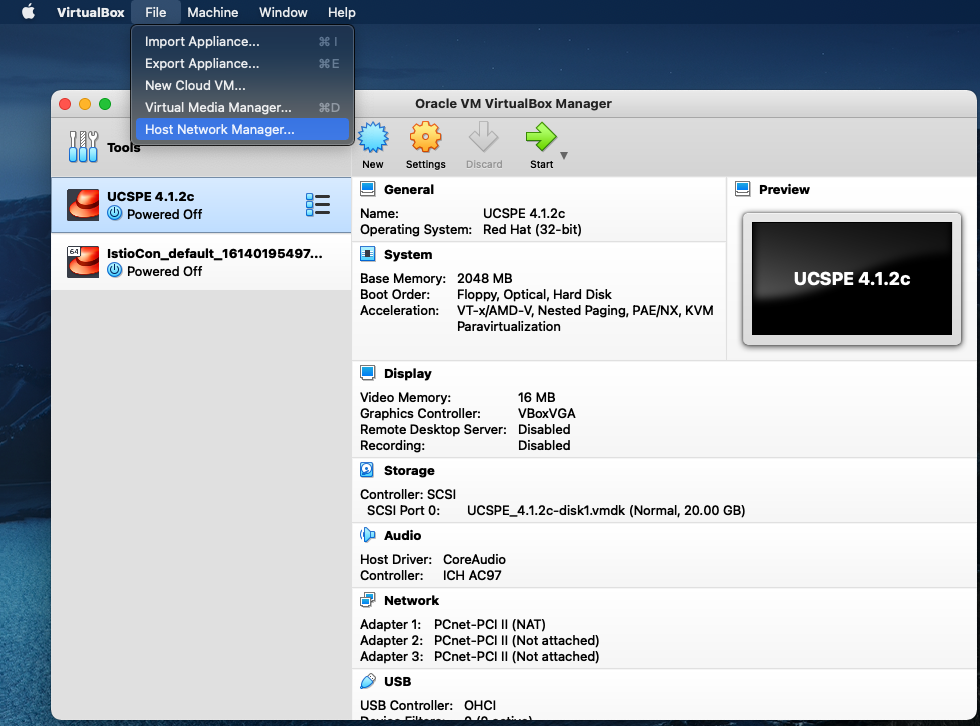 VirtualBox File Machine Window Help
Import Appliance... ⌘ I
Export Appliance... ⌘E
New Cloud VM...
Virtual Media Manager... ⌘D
Host Network Manager...
Oracle VM VirtualBox Manager
Tools
New Settings Discard Start
UCSPE 4.1.2c
Powered Off
64
IstioCon_default_16140195497...
Powered Off
General
Name: UCSPE 4.1.2c
Operating System: Red Hat (32-bit)
Preview
UCSPE 4.1.2c
System
Base Memory: 2048 MB
Boot Order: Floppy, Optical, Hard Disk
Acceleration: VT-x/AMD-V, Nested Paging, PAE/NX, KVM
Paravirtualization
Display
Video Memory: 16 MB
Graphics Controller: VBoxVGA
Remote Desktop Server: Disabled
Recording: Disabled
Storage
Controller: SCSI
SCSI Port 0: UCSPE_4.1.2c-disk1.vmdk (Normal, 20.00 GB)
Audio
Host Driver: CoreAudio
Controller: ICH AC97
Network
Adapter 1: PCnet-PCI II (NAT)
Adapter 2: PCnet-PCI II (Not attached)
Adapter 3: PCnet-PCI II (Not attached)
USB
USB Controller: OHCI
Device Filters: 0 (0 active)